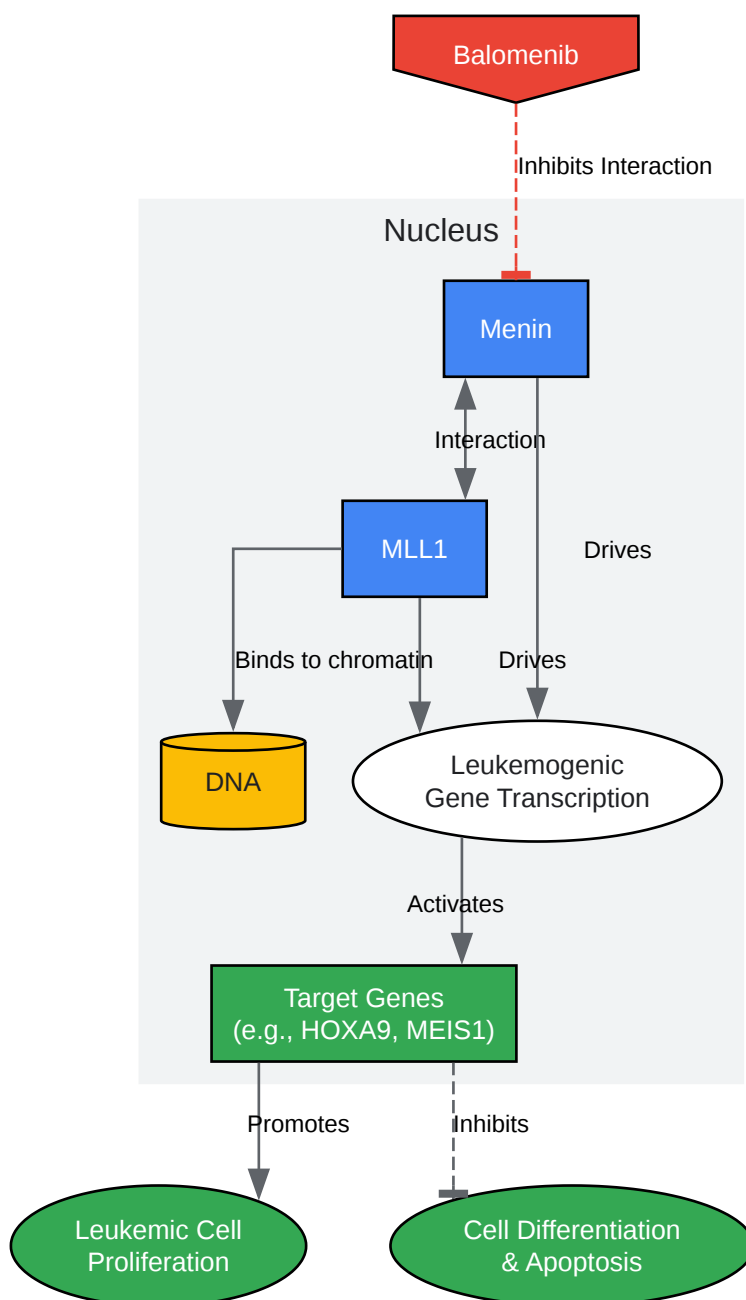 Balomenib
Inhibits Interaction
Nucleus
Menin
Interaction
MLL1
Drives
Binds to chromatin
Drives
DNA
Leukemogenic
Gene Transcription
Activates
Target Genes
(e.g., HOXA9, MEIS1)
Promotes
Inhibits
Leukemic Cell
Proliferation
Cell Differentiation
& Apoptosis